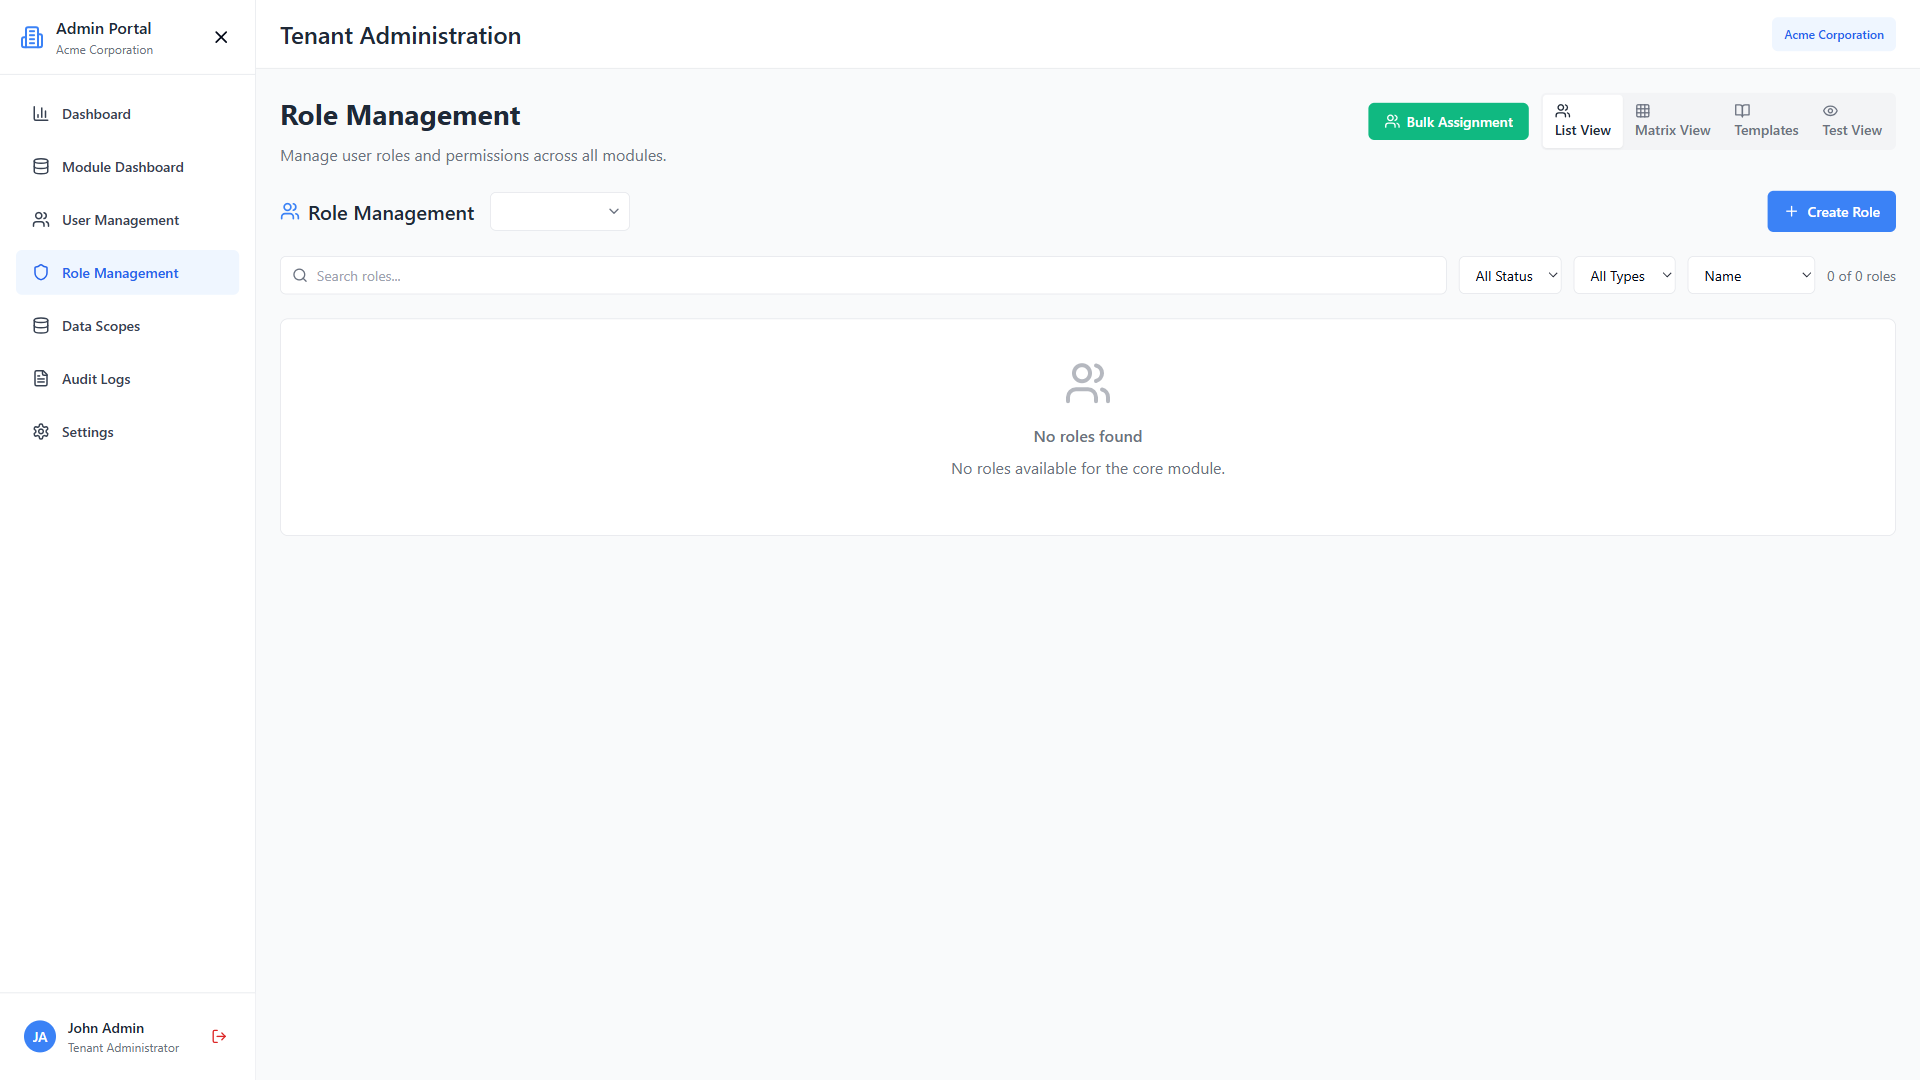 Admin Portal
Acme Corporation
Dashboard
Module Dashboard
User Management
Role Management
Data Scopes
Audit Logs
Settings
JA
John Admin
Tenant Administrator
Tenant Administration
Acme Corporation
Role Management
Manage user roles and permissions across all modules.
Bulk Assignment
List View
Matrix View
Templates
Test View
Role Management
Create Role
Search roles...
All Status
All Types
Name
0 of 0 roles
No roles found
No roles available for the core module.